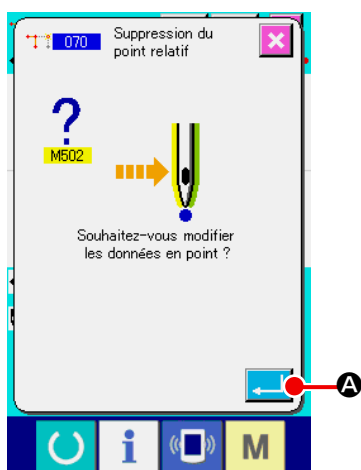 070
Suppression du
point relatif
?
M502
Souhaitez-vous modifier
les données en point ?
A
i
M